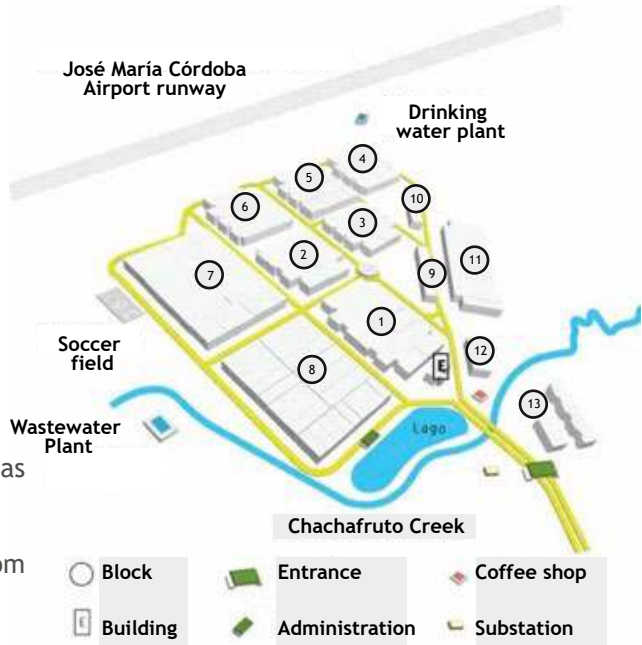 José María Córdoba
Airport runway
Drinking
water plant
4
5
10
6
3
2
9
11
7
1
12
8
E
Soccer
field
13
Wastewater
Plant
Lago
as
Chachafruto Creek
om
Block
Entrance
Coffee shop
E
Building
Administration
Substation